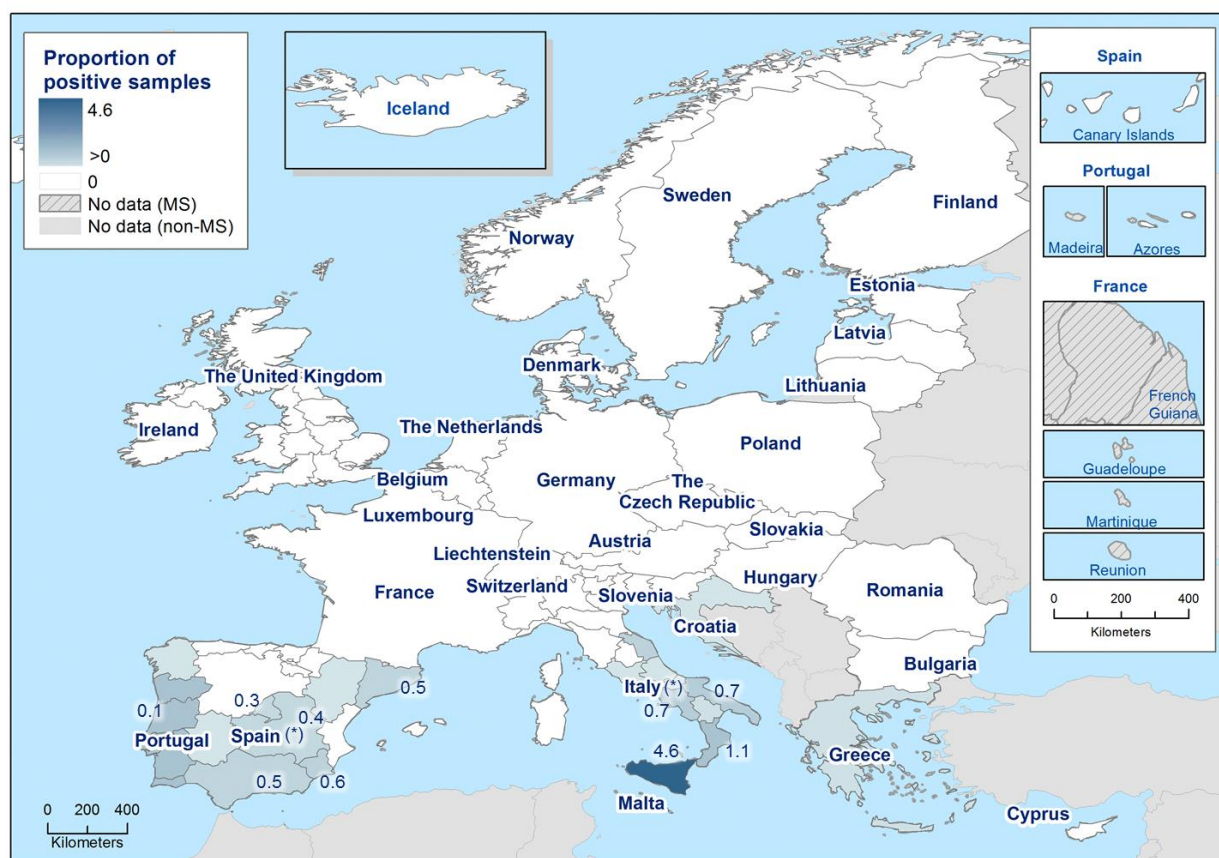 Proportion of
positive samples
4.6
>0
0
No data (MS)
No data (non-MS)
Iceland
Spain
Canary Islands
Portugal
Madeira
Azores
France
French
Guiana
Guadeloupe
Martinique
Reunion
0 200 400
Kilometers
Sweden
Finland
Norway
Estonia
Latvia
Denmark
Lithuania
The United Kingdom
Ireland
The Netherlands
Poland
Belgium
Germany
The
Czech Republic
Luxembourg
Slovakia
Austria
Liechtenstein
Hungary
Switzerland
Slovenia
Romania
France
Croatia
Bulgaria
Italy (*)
0.5
0.3
0.7
0.1
0.4
0.7
Portugal
Spain (*)
4.6
1.1
Greece
0.5
0.6
Malta
Cyprus
0 200 400
Kilometers